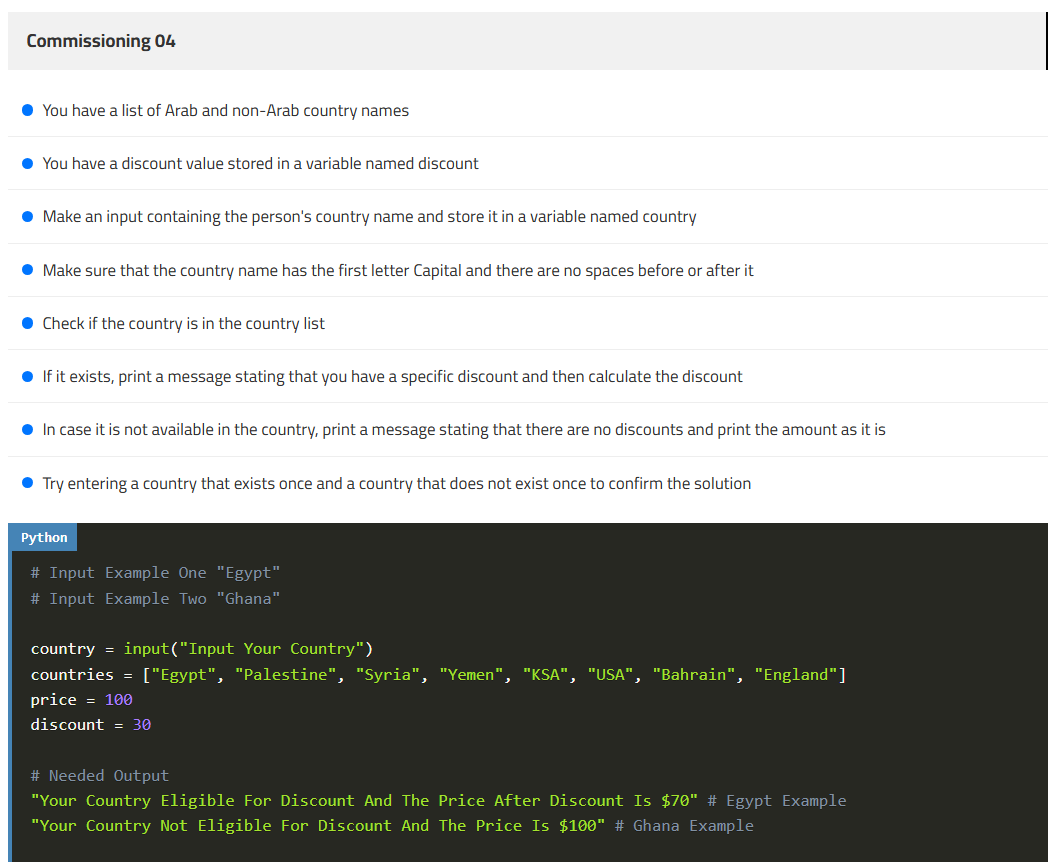 Commissioning 04
You have a list of Arab and non-Arab country names
You have a discount value stored in a variable named discount
Make an input containing the person's country name and store it in a variable named country
Make sure that the country name has the first letter Capital and there are no spaces before or after it
Check if the country is in the country list
If it exists, print a message stating that you have a specific discount and then calculate the discount
In case it is not available in the country, print a message stating that there are no discounts and print the amount as it is
Try entering a country that exists once and a country that does not exist once to confirm the solution
Python
# Input Example One "Egypt"
# Input Example Two "Ghana"
country = input("Input Your Country")
countries = ["Egypt", "Palestine", "Syria", "Yemen", "KSA", "USA", "Bahrain", "England"]
price = 100
discount = 30
# Needed Output
"Your Country Eligible For Discount And The Price After Discount Is $70" # Egypt Example
"Your Country Not Eligible For Discount And The Price Is $100" # Ghana Example